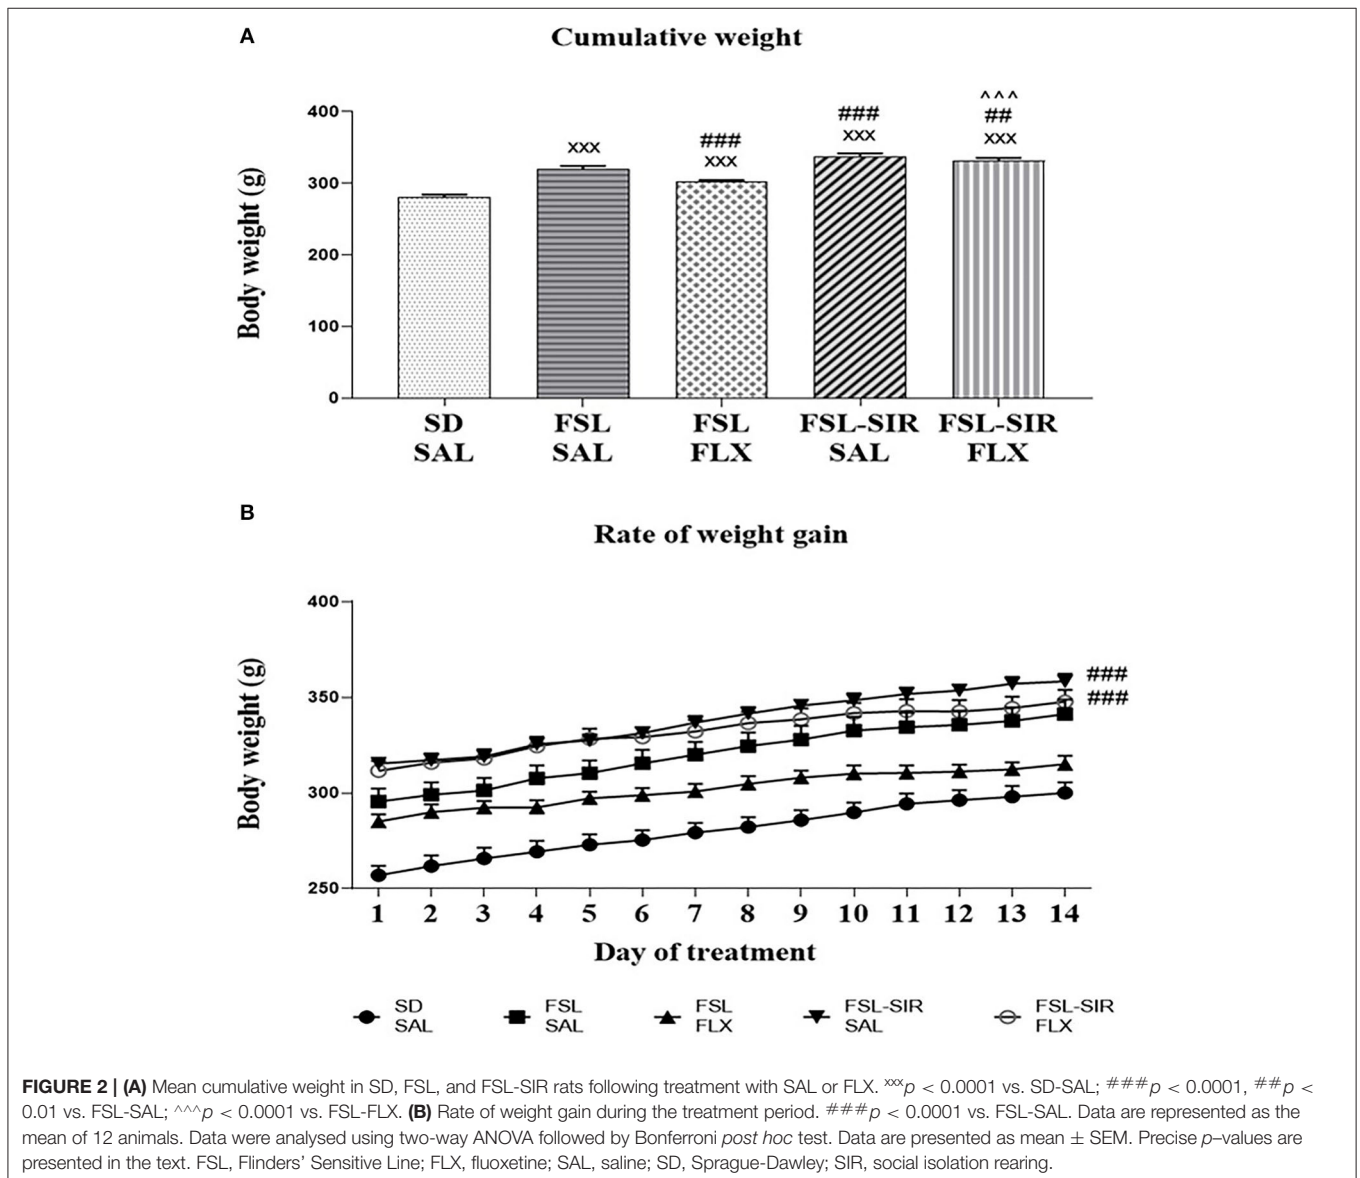 A
Cumulative weight
Body weight (g)
400
300
200
100
0
xxx
###
xxx
###
xxx
^^^
##
xxx
SD
SAL
FSL
SAL
FSL
FLX
FSL-SIR
SAL
FSL-SIR
FLX
B
Rate of weight gain
Body weight (g)
400
350
300
250
###
###
1 2 3 4 5 6 7 8 9 10 11 12 13 14
Day of treatment
SD
SAL
FSL
SAL
FSL
FLX
FSL-SIR
SAL
FSL-SIR
FLX
FIGURE 2 | (A) Mean cumulative weight in SD, FSL, and FSL-SIR rats following treatment with SAL or FLX. xxxp < 0.0001 vs. SD-SAL; ###p < 0.0001, ##p <
0.01 vs. FSL-SAL; ^^^p < 0.0001 vs. FSL-FLX. (B) Rate of weight gain during the treatment period. ###p < 0.0001 vs. FSL-SAL. Data are represented as the
mean of 12 animals. Data were analysed using two-way ANOVA followed by Bonferroni post hoc test. Data are presented as mean ± SEM. Precise p–values are
presented in the text. FSL, Flinders’ Sensitive Line; FLX, fluoxetine; SAL, saline; SD, Sprague-Dawley; SIR, social isolation rearing.